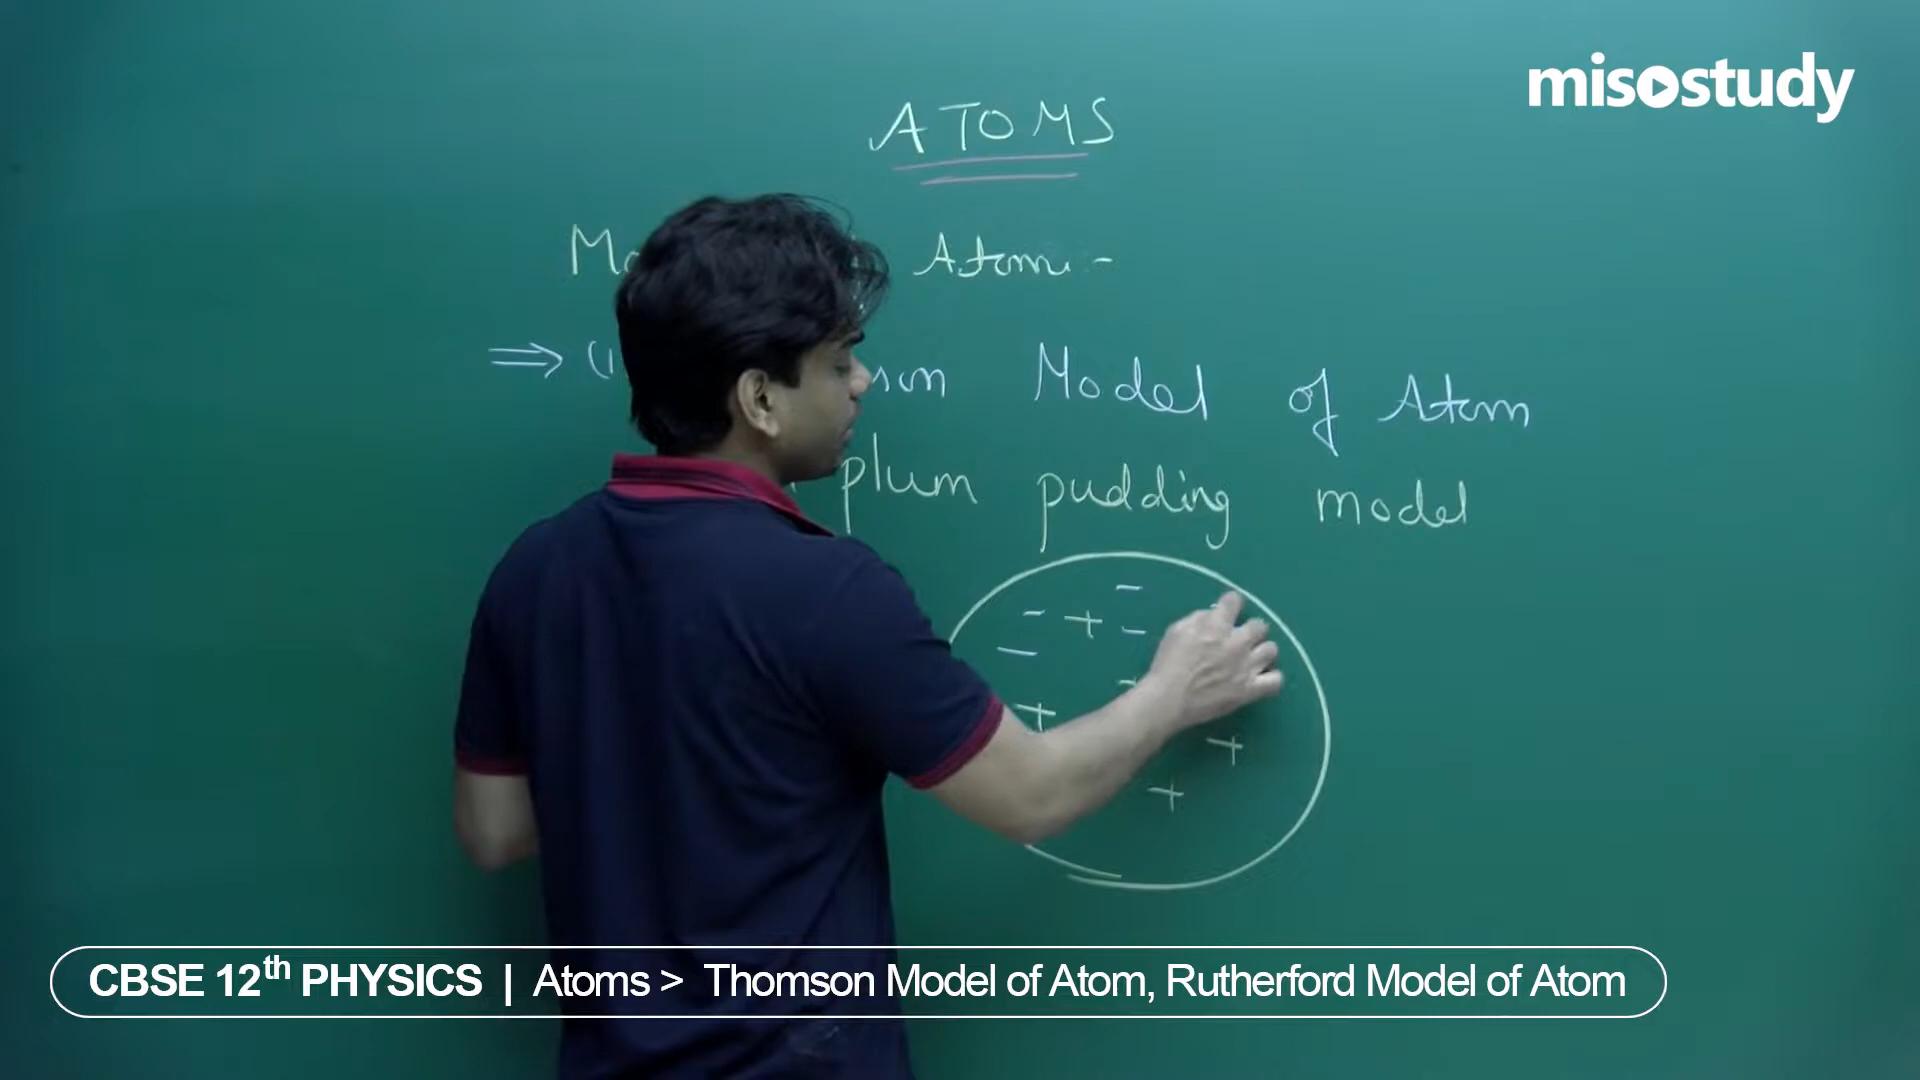 misostudy
ATOMS
Atom -
⇒ (1 Model of Atom
plum pudding model
- + - -
-
+
+
+
+
CBSE 12th PHYSICS | Atoms > Thomson Model of Atom, Rutherford Model of Atom